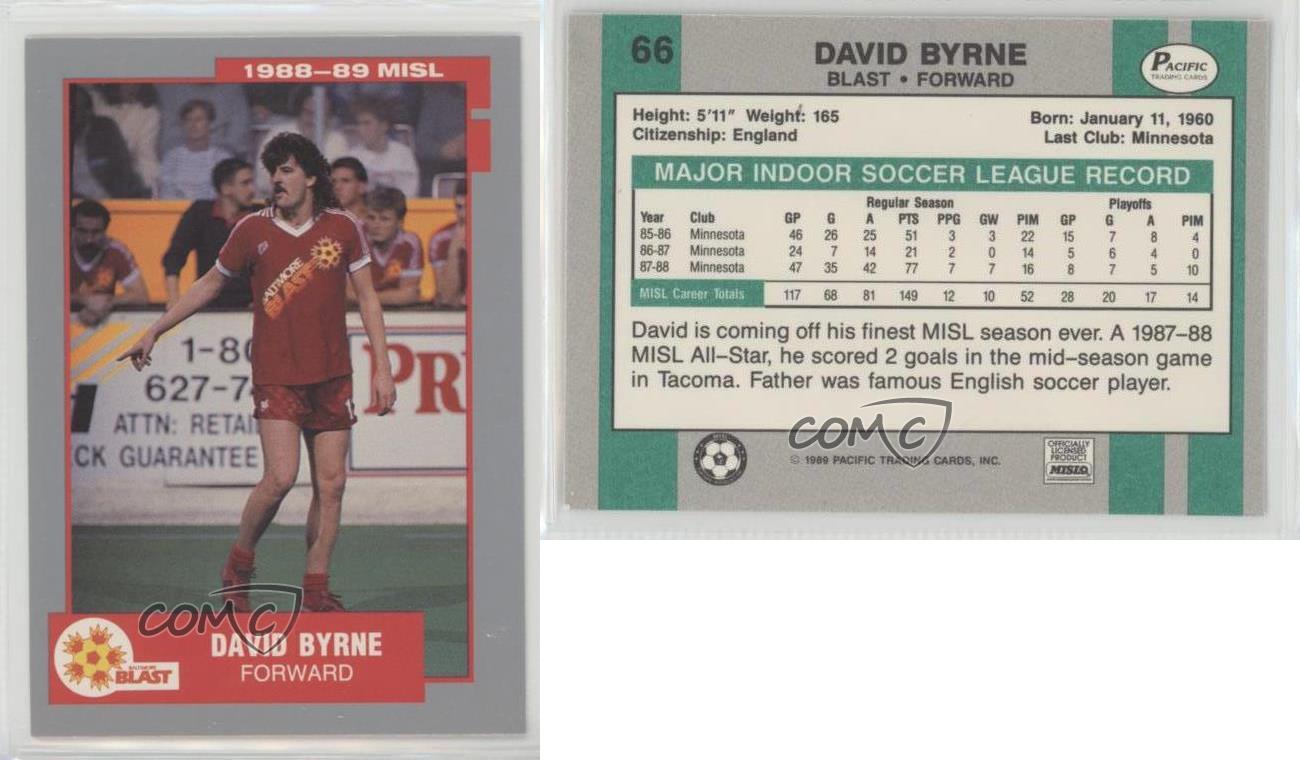 1988–89 MISL
BALTIMORE
BLAST
1-80
627-7
ATTN: RETAI
CK GUARANTEE
PR
1
COMC
DAVID BYRNE
FORWARD
BALTIMORE
BLAST
66
DAVID BYRNE
BLAST • FORWARD
PACIFIC
TRADING CARDS
Height: 5'11" Weight: 165
Citizenship: England
Born: January 11, 1960
Last Club: Minnesota
MAJOR INDOOR SOCCER LEAGUE RECORD
Regular Season Playoffs
Year Club GP G A PTS PPG GW PIM GP G A PIM
85-86 Minnesota 46 26 25 51 3 3 22 15 7 8 4
86-87 Minnesota 24 7 14 21 2 0 14 5 6 4 0
87-88 Minnesota 47 35 42 77 7 7 16 8 7 5 10
MISL Career Totals 117 68 81 149 12 10 52 28 20 17 14
David is coming off his finest MISL season ever. A 1987–88
MISL All–Star, he scored 2 goals in the mid–season game
in Tacoma. Father was famous English soccer player.
COMC
© 1989 PACIFIC TRADING CARDS, INC.
OFFICIALLY
LICENSED
PRODUCT